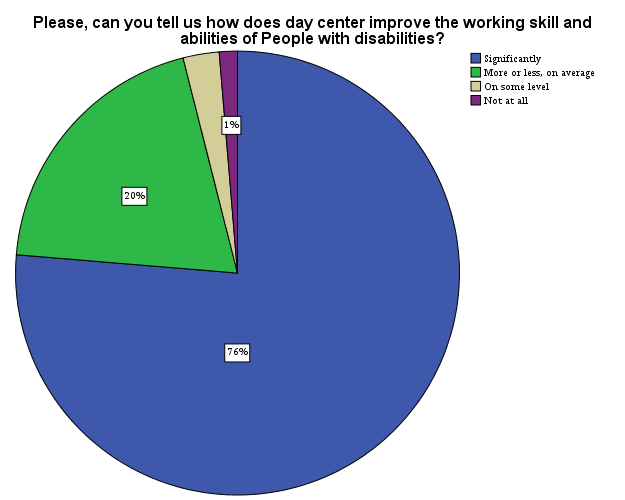 Please, can you tell us how does day center improve the working skill and
abilities of People with disabilities?
Significantly
More or less, on average
On some level
Not at all
1%
20%
76%